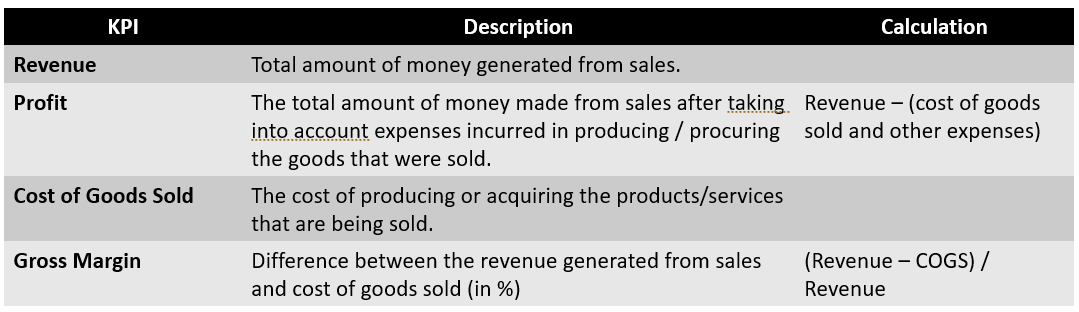 KPI Description Calculation
Revenue Total amount of money generated from sales.
Profit The total amount of money made from sales after taking Revenue – (cost of goods
into account expenses incurred in producing / procuring sold and other expenses)
the goods that were sold.
Cost of Goods Sold The cost of producing or acquiring the products/services
that are being sold.
Gross Margin Difference between the revenue generated from sales (Revenue – COGS) /
and cost of goods sold (in %) Revenue